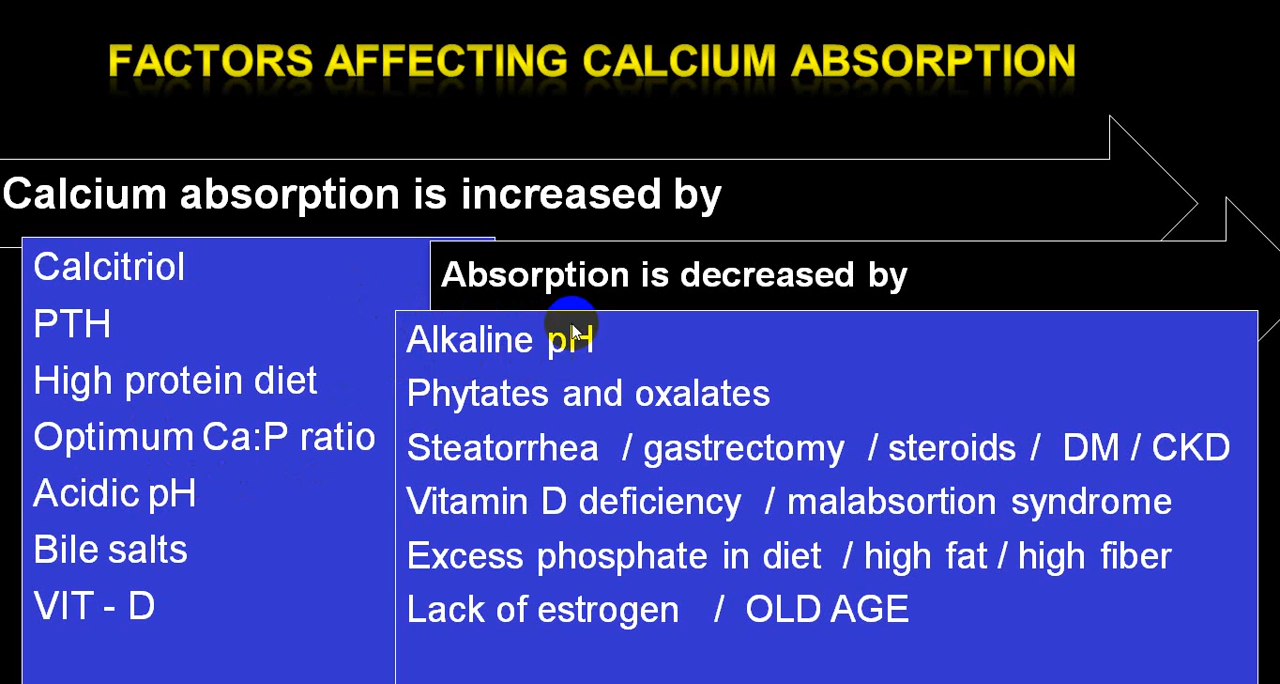 FACTORS AFFECTING CALCIUM ABSORPTION
Calcium absorption is increased by
Calcitriol
PTH
High protein diet
Optimum Ca:P ratio
Acidic pH
Bile salts
VIT - D
Absorption is decreased by
Alkaline pH
Phytates and oxalates
Steatorrhea / gastrectomy / steroids / DM / CKD
Vitamin D deficiency / malabsortion syndrome
Excess phosphate in diet / high fat / high fiber
Lack of estrogen / OLD AGE